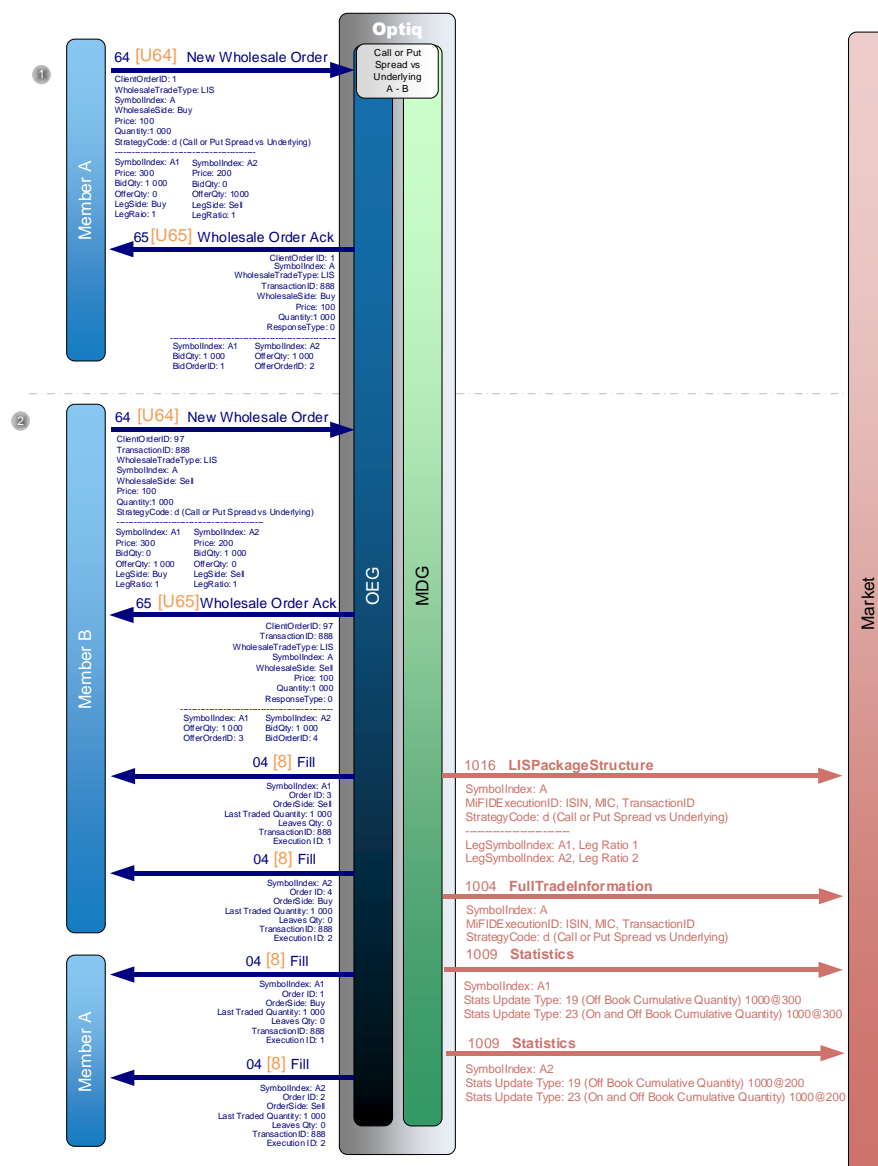 Optiq
Call or Put
Spread vs
Underlying
A - B
1
Member A
64 [U64] New Wholesale Order
ClientOrderID: 1
WholesaleTradeType: LIS
SymbolIndex: A
WholesaleSide: Buy
Price: 100
Quantity:1 000
StrategyCode: d (Call or Put Spread vs Underlying)
------------------------------------------------
SymbolIndex: A1 SymbolIndex: A2
Price: 300 Price: 200
BidQty: 1 000 BidQty: 0
OfferQty: 0 OfferQty: 1000
LegSide: Buy LegSide: Sell
LegRaio: 1 LegRatio: 1
65 [U65] Wholesale Order Ack
ClientOrder ID: 1
SymbolIndex: A
WholesaleTradeType: LIS
TransactionID: 888
WholesaleSide: Buy
Price: 100
Quantity:1 000
ResponseType: 0
------------------------------------------------
SymbolIndex: A1 SymbolIndex: A2
BidQty: 1 000 OfferQty: 1 000
BidOrderID: 1 OfferOrderID: 2
2
Member B
64 [U64] New Wholesale Order
ClientOrderID: 97
TransactionID: 888
WholesaleTradeType: LIS
SymbolIndex: A
WholesaleSide: Sell
Price: 100
Quantity:1 000
StrategyCode: d (Call or Put Spread vs Underlying)
------------------------------------------------
SymbolIndex: A1 SymbolIndex: A2
Price: 300 Price: 200
BidQty: 0 BidQty: 1 000
OfferQty: 1 000 OfferQty: 0
LegSide: Buy LegSide: Sell
LegRatio: 1 LegRatio: 1
65 [U65] Wholesale Order Ack
ClientOrderID: 97
TransactionID: 888
WholesaleTradeType: LIS
SymbolIndex: A
WholesaleSide: Sell
Price: 100
Quantity:1 000
ResponseType: 0
------------------------------------------------
SymbolIndex: A1 SymbolIndex: A2
OfferQty: 1 000 BidQty: 1 000
OfferOrderID: 3 BidOrderID: 4
04 [8] Fill
SymbolIndex: A1
Order ID: 3
OrderSide: Sell
Last Traded Quantity: 1 000
Leaves Qty: 0
TransactionID: 888
Execution ID: 1
04 [8] Fill
SymbolIndex: A2
Order ID: 4
OrderSide: Buy
Last Traded Quantity: 1 000
Leaves Qty: 0
TransactionID: 888
Execution ID: 2
Member A
04 [8] Fill
SymbolIndex: A1
Order ID: 1
OrderSide: Buy
Last Traded Quantity: 1 000
Leaves Qty: 0
TransactionID: 888
Execution ID: 1
04 [8] Fill
SymbolIndex: A2
Order ID: 2
OrderSide: Sell
Last Traded Quantity: 1 000
Leaves Qty: 0
TransactionID: 888
Execution ID: 2
OEG
MDG
1016 LISPackageStructure
SymbolIndex: A
MiFIDExecutionID: ISIN, MIC, TransactionID
StrategyCode: d (Call or Put Spread vs Underlying)
--------------------------
LegSymbolIndex: A1, Leg Ratio 1
LegSymbolIndex: A2, Leg Ratio 2
1004 FullTradeInformation
SymbolIndex: A
MiFIDExecutionID: ISIN, MIC, TransactionID
StrategyCode: d (Call or Put Spread vs Underlying)
1009 Statistics
SymbolIndex: A1
Stats Update Type: 19 (Off Book Cumulative Quantity) 1000@300
Stats Update Type: 23 (On and Off Book Cumulative Quantity) 1000@300
1009 Statistics
SymbolIndex: A2
Stats Update Type: 19 (Off Book Cumulative Quantity) 1000@200
Stats Update Type: 23 (On and Off Book Cumulative Quantity) 1000@200
Market